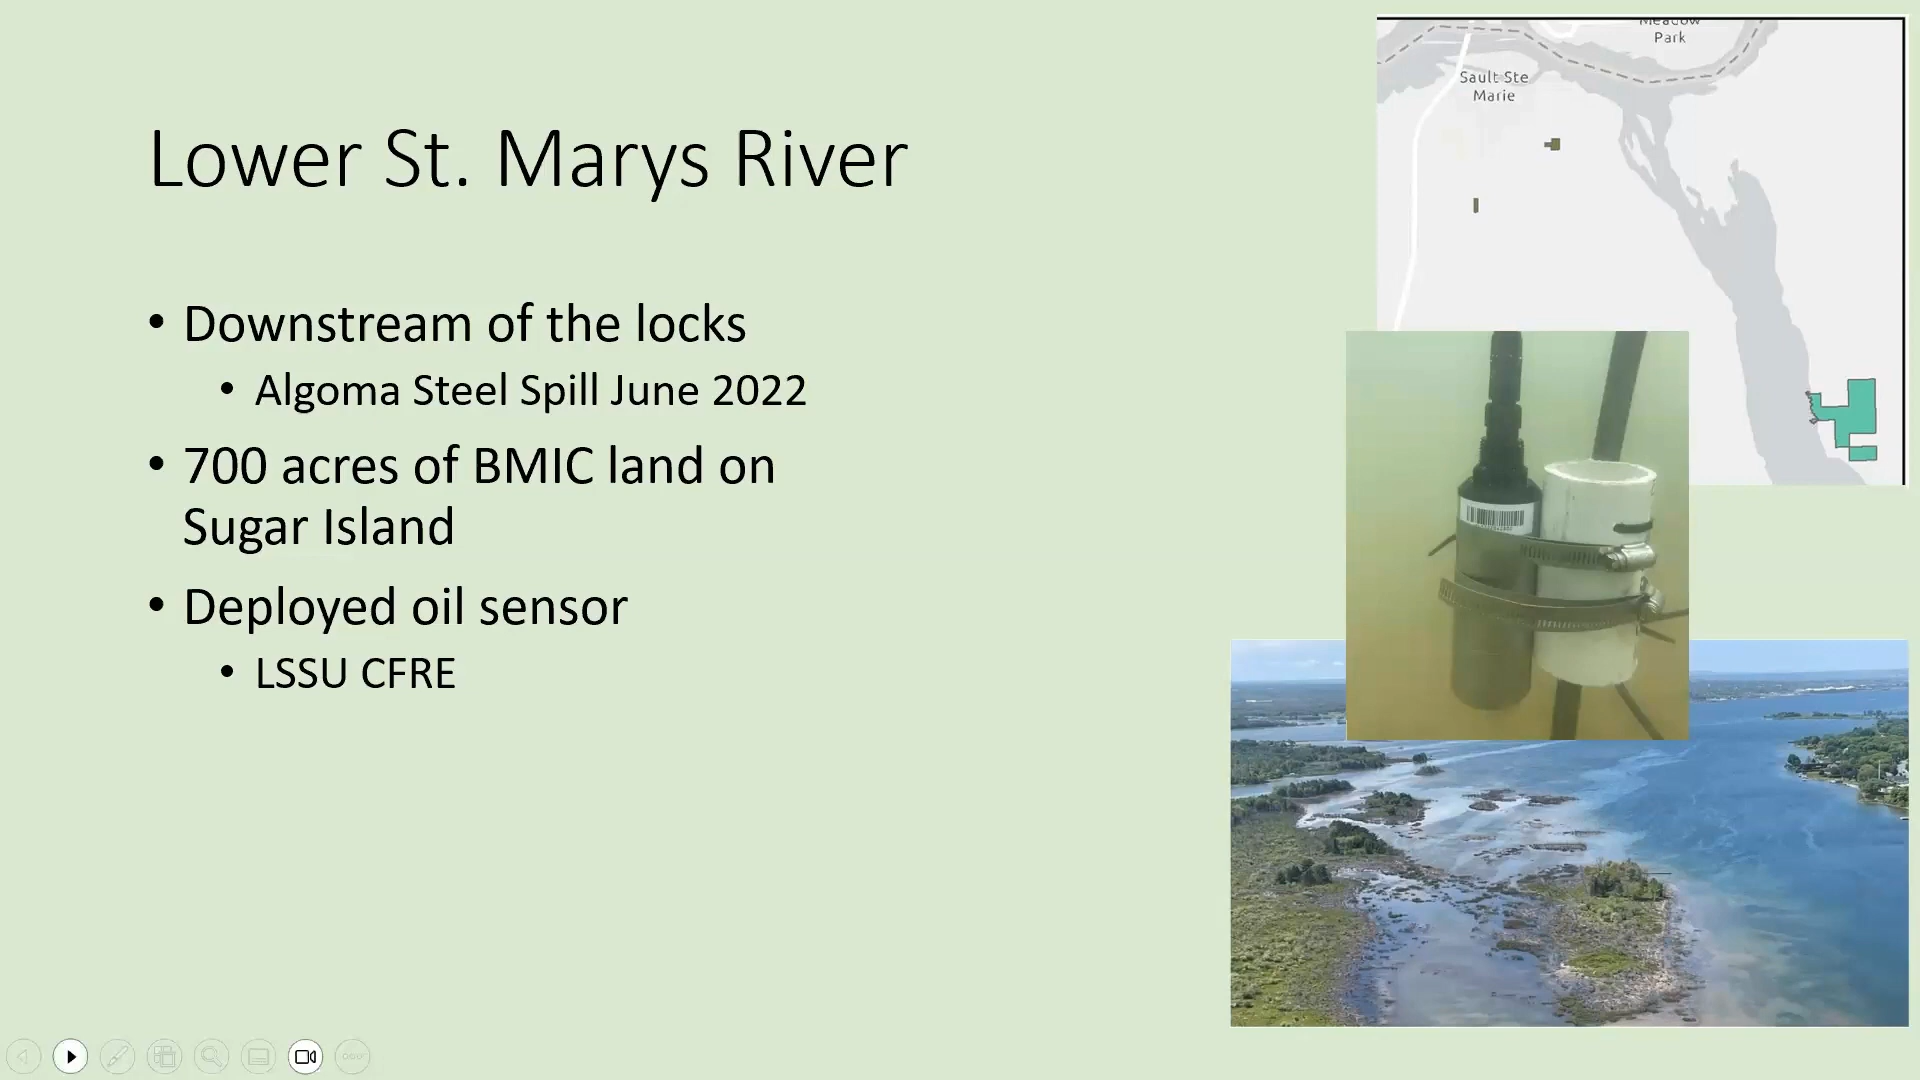 Meadow
Park
Sault Ste
Marie
Lower St. Marys River
• Downstream of the locks
• Algoma Steel Spill June 2022
• 700 acres of BMIC land on
Sugar Island
• Deployed oil sensor
• LSSU CFRE